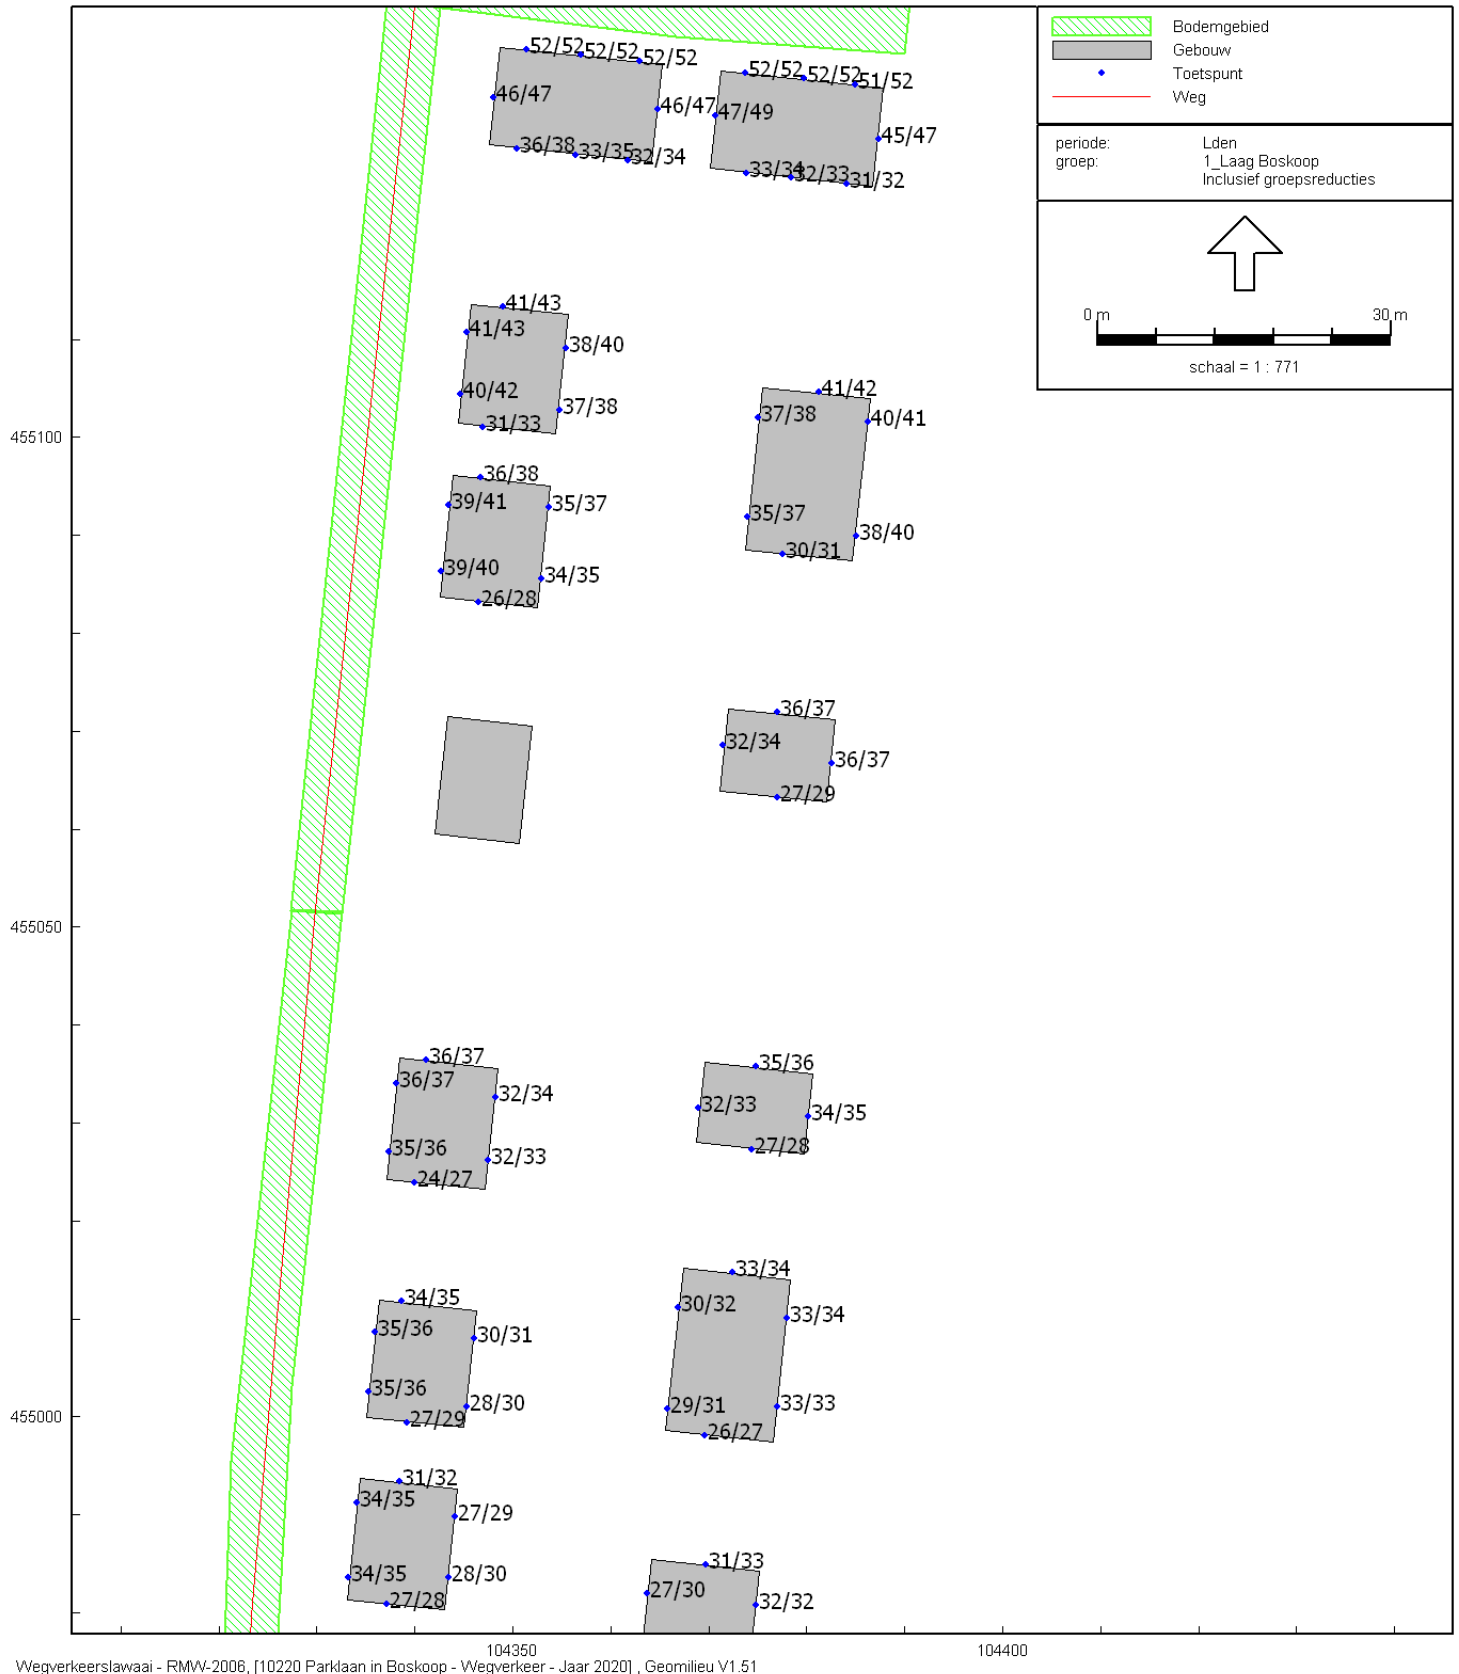 Bodemgebied
Gebouw
Toetspunt
Weg
periode: Lden
groep: 1_Laag Boskoop
Inclusief groepsreducties
0 m 30 m
schaal = 1 : 771
52/52 52/52 52/52
52/52 52/52 51/52
46/47 46/47 47/49 45/47
36/38 33/35 32/34
33/34 32/33 31/32
41/43
41/43 38/40
40/42 37/38
31/33
41/42
37/38 40/41
455100
36/38
39/41 35/37
35/37 38/40
30/31
39/40 34/35
26/28
36/37
32/34 36/37
27/29
455050
36/37 35/36
36/37 32/34
32/33 34/35
35/36 32/33
27/28
24/27
33/34
34/35 30/32 33/34
35/36 30/31
35/36 28/30
29/31 33/33
455000
27/29 26/27
31/32
34/35 27/29
31/33
34/35 28/30
27/30 32/32
27/28
104350 104400
Wegverkeerslawaai - RMW-2006, [10220 Parklaan in Boskoop - Wegverkeer - Jaar 2020] , Geomilieu V1.51